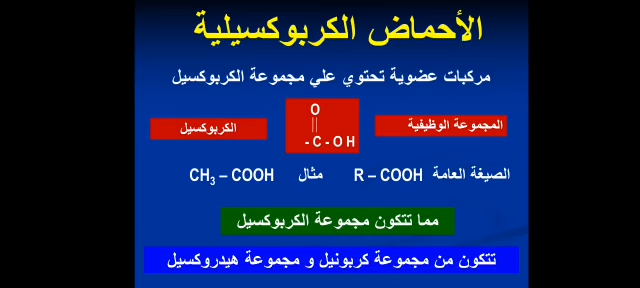 الأحماض الكربوكسيلية
مركبات عضوية تحتوي علي مجموعة الكربوكسيل
المجموعة الوظيفية
O
||
- C - O H
الكربوكسيل
الصيغة العامة R – COOH مثال CH₃ – COOH
مما تتكون مجموعة الكربوكسيل
تتكون من مجموعة كربونيل و مجموعة هيدروكسيل